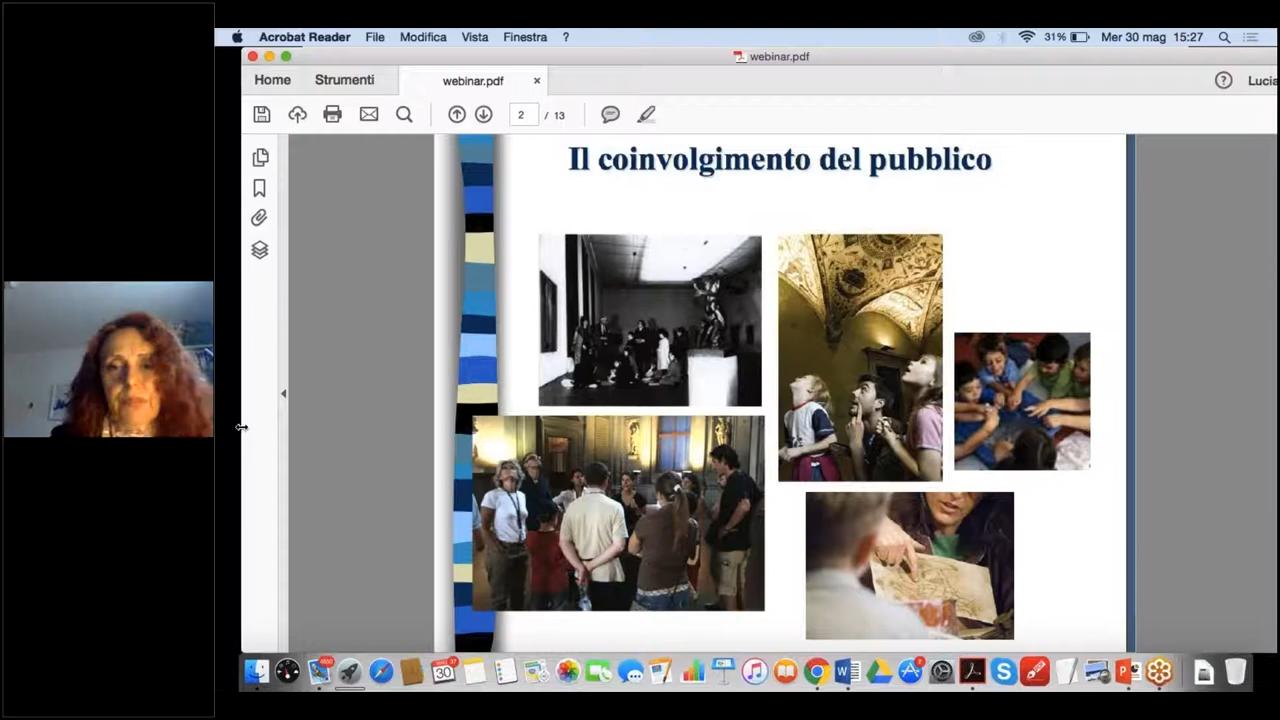 Acrobat Reader File Modifica Vista Finestra ? 31% Mer 30 mag 15:27
webinar.pdf
Home Strumenti webinar.pdf × ? Lucia
2 / 13
Il coinvolgimento del pubblico
30